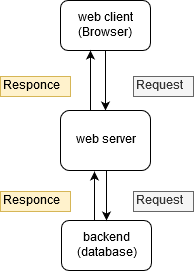 web client
(Browser)
Responce
Request
web server
Responce
Request
backend
(database)